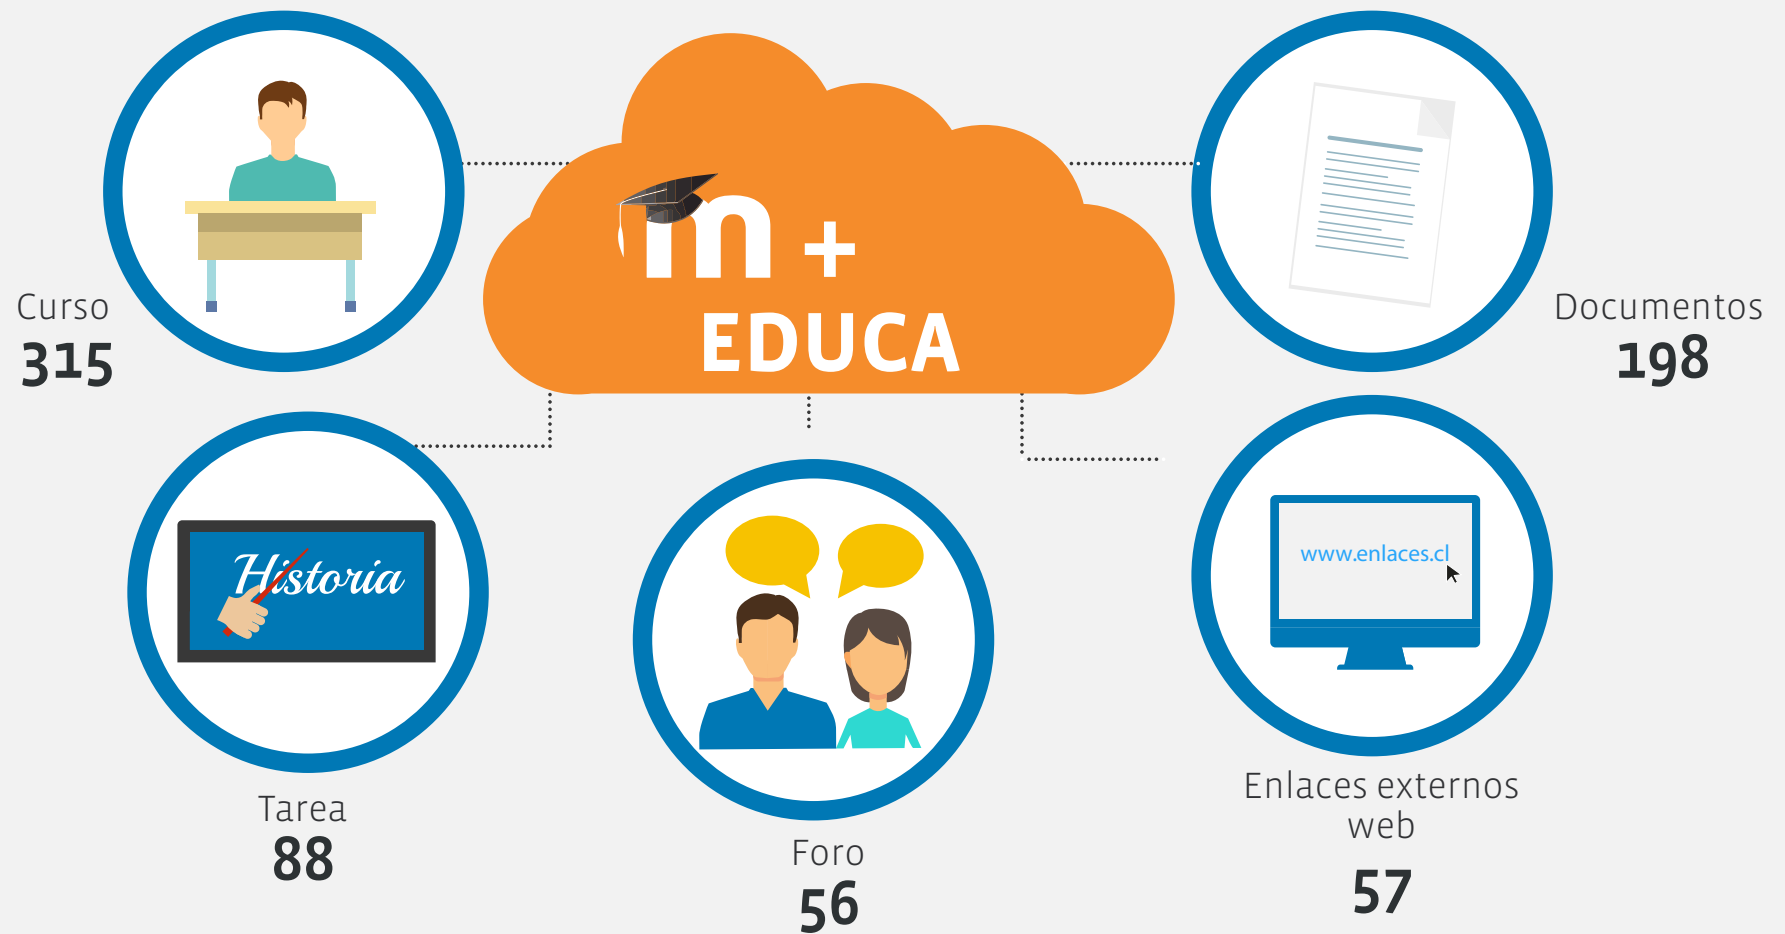 m +
EDUCA
Curso
315
Documentos
198
Historia
www.enlaces.cl
Tarea
88
Foro
56
Enlaces externos
web
57